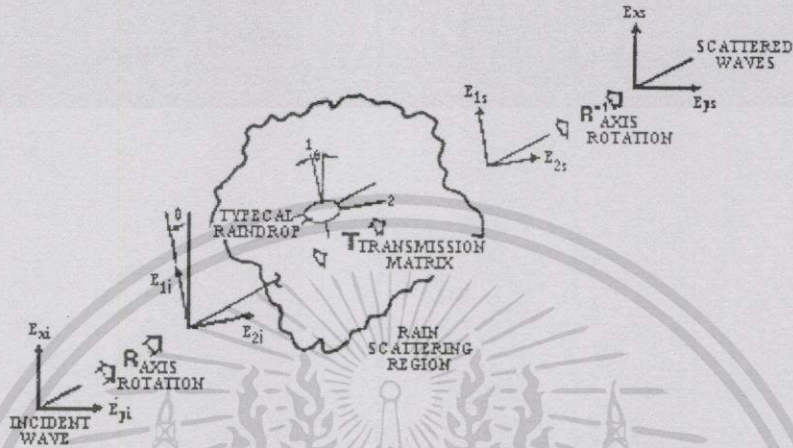 Exs
SCATTERED
WAVES
Eys
R⁻¹
AXIS
ROTATION
E1s
E2s
1
2
TYPECAL
RAINDROP
T
TRANSMISSION
MATRIX
θ
E1i
E2i
RAIN
SCATTERING
REGION
Exi
R
AXIS
ROTATION
Eyi
INCIDENT
WAVE